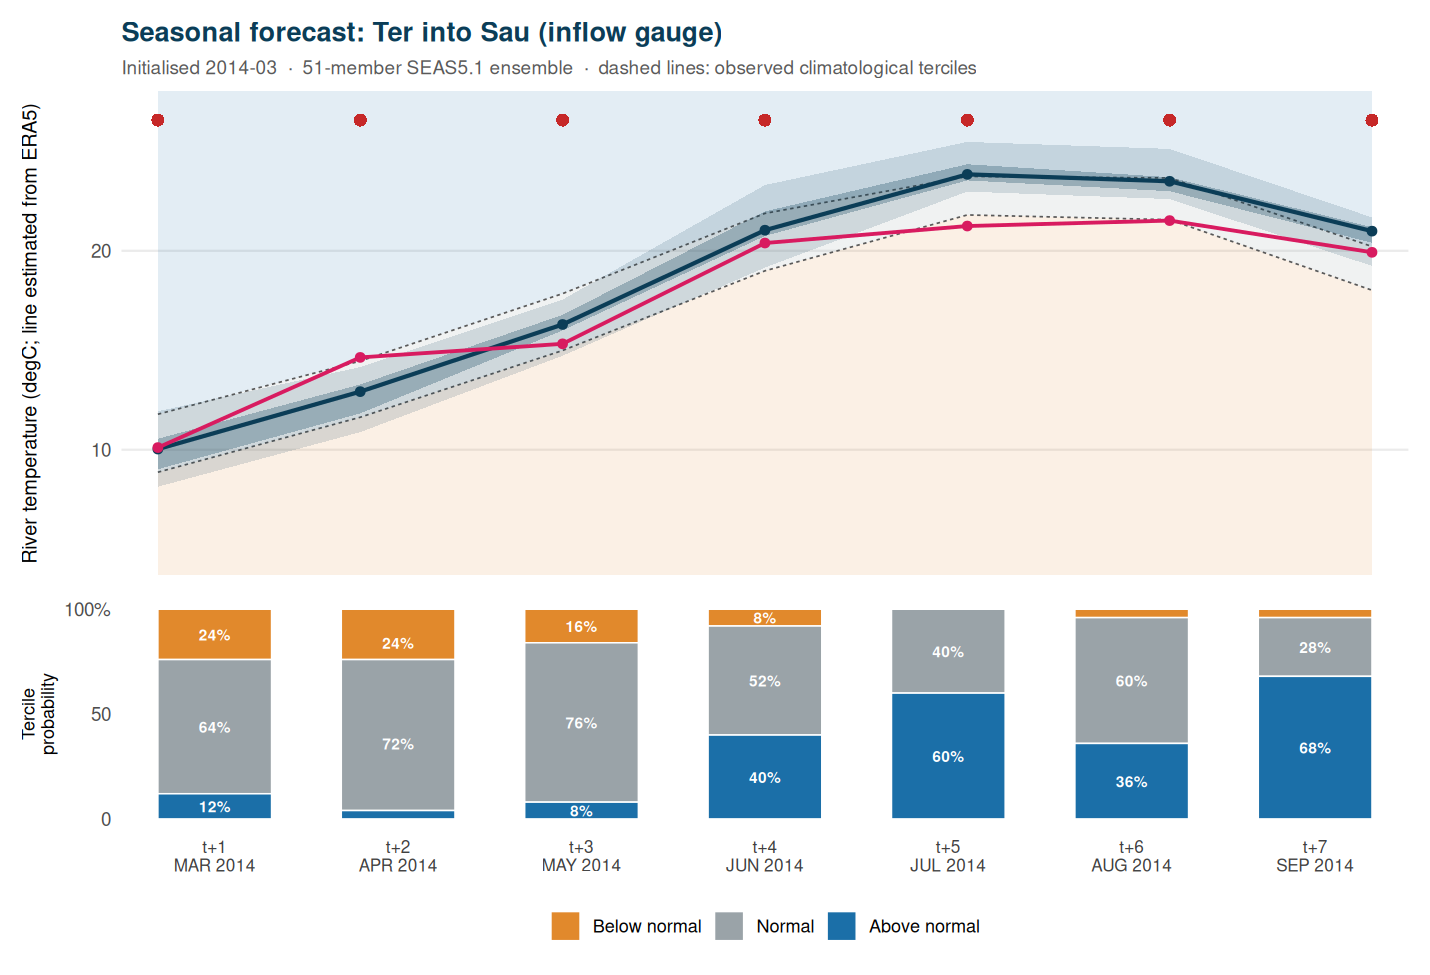 Seasonal forecast: Ter into Sau (inflow gauge)
Initialised 2014-03 · 51-member SEAS5.1 ensemble · dashed lines: observed climatological terciles
River temperature (degC; line estimated from ERA5)
20
10
Tercile
probability
100%
50
0
24%
64%
12%
24%
72%
16%
76%
8%
8%
52%
40%
40%
60%
60%
36%
28%
68%
t+1
MAR 2014
t+2
APR 2014
t+3
MAY 2014
t+4
JUN 2014
t+5
JUL 2014
t+6
AUG 2014
t+7
SEP 2014
Below normal
Normal
Above normal